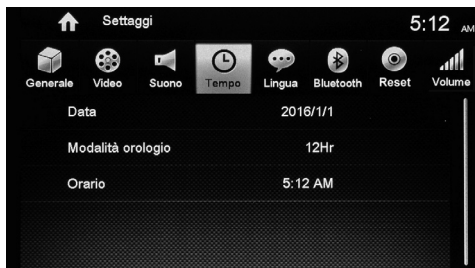 Settaggi 5:12 AM
Generale Video Suono Tempo Lingua Bluetooth Reset Volume
Data 2016/1/1
Modalità orologio 12Hr
Orario 5:12 AM